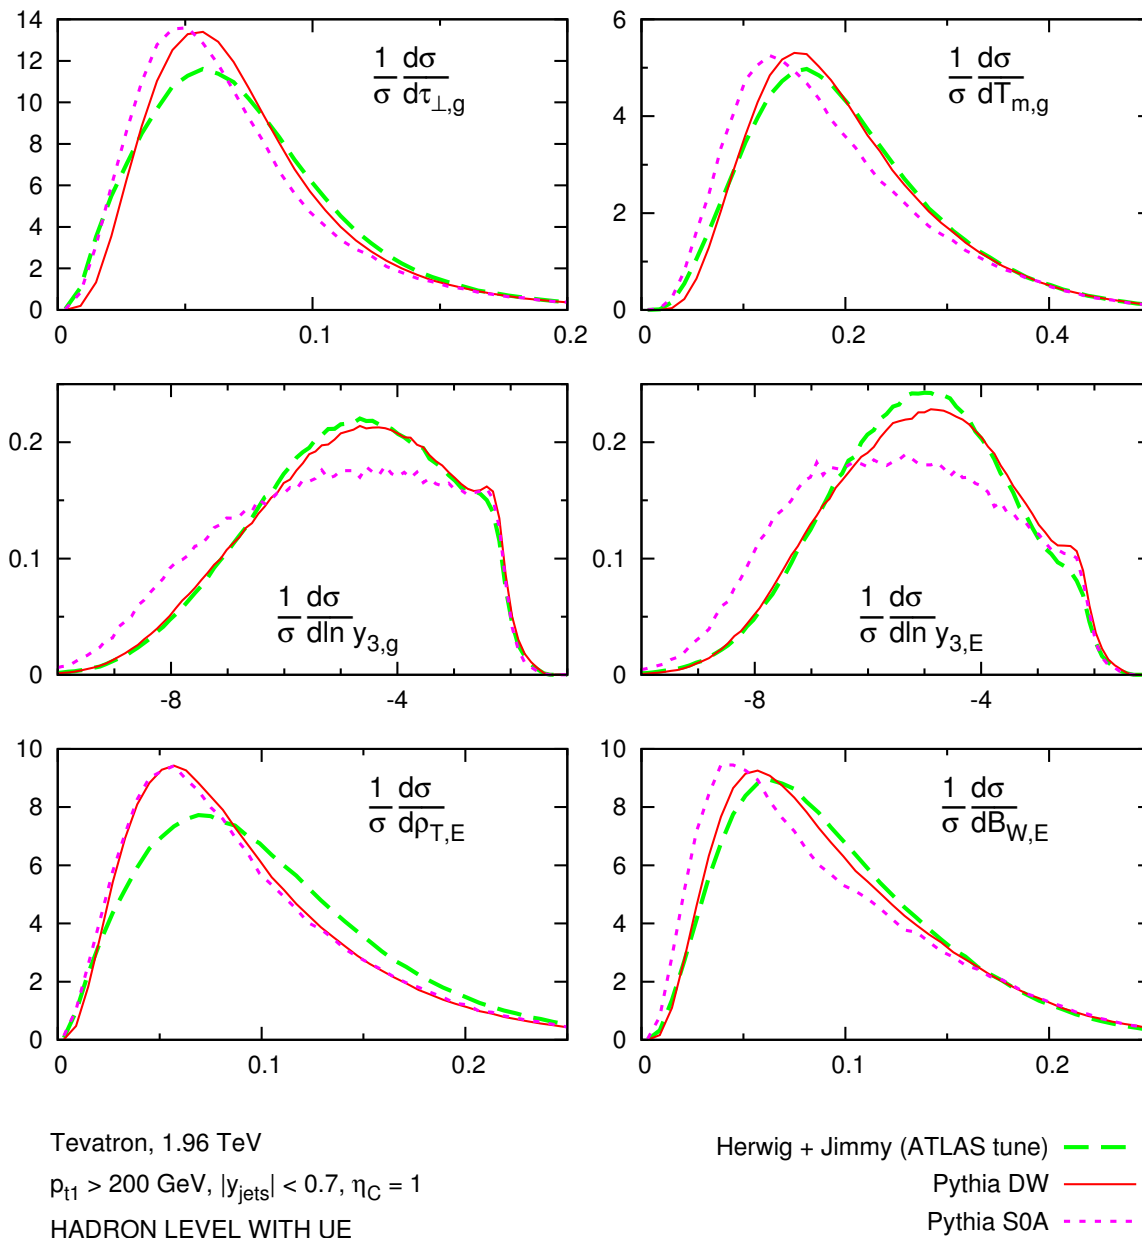 14
12
10
8
6
4
2
0
0 0.1 0.2
1 dσ
σ dτ⊥,g
6
4
2
0
0 0.2 0.4
1 dσ
σ dTm,g
0.2
0.1
0
-8 -4
1 dσ
σ dln y3,g
0.2
0.1
0
-8 -4
1 dσ
σ dln y3,E
10
8
6
4
2
0
0 0.1 0.2
1 dσ
σ dρT,E
10
8
6
4
2
0
0 0.1 0.2
1 dσ
σ dBW,E
Tevatron, 1.96 TeV
pt1 > 200 GeV, |yjets| < 0.7, ηC = 1
HADRON LEVEL WITH UE
Herwig + Jimmy (ATLAS tune)
Pythia DW
Pythia S0A